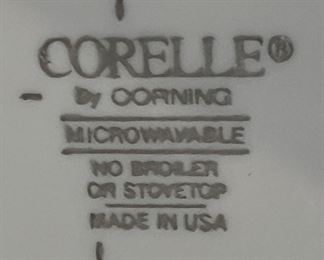 CORELLE®
by CORNING
MICROWAVABLE
NO BROILER
OR STOVETOP
MADE IN USA